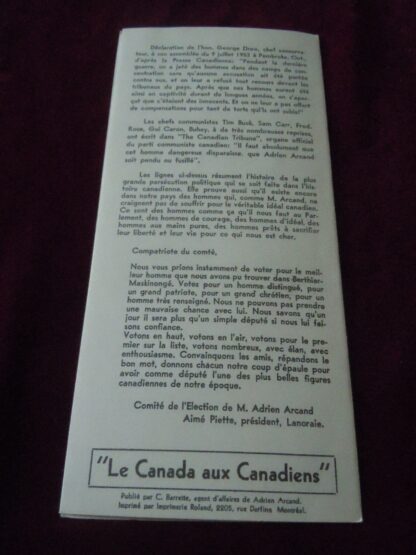 Déclaration de l'hon. George Drew, chef conserva-
teur, à son assemblée du 9 juillet 1953 à Pembroke, Ont.,
d'après la Presse Canadienne: "Pendant la dernière
guerre, on a jeté des hommes dans des camps de con-
centration sans qu'aucune accusation ait été portée
contre eux, et on leur a refusé tout recours devant les
tribunaux du pays. Après que ces hommes eurent été
ainsi en captivité durant de longues années, on s'aper-
çut que c'étaient des innocents. Et on ne leur a pas offert
de compensations pour tant de torts qu'ils ont subis!"
Les chefs communistes Tim Buck, Sam Carr, Fred.
Rose, Gui Caron, Buhay, à de très nombreuses reprises,
ont écrit dans "The Canadian Tribune", organe officiel
du parti communiste canadien: "Il faut absolument que
cet homme dangereux disparaisse, que Adrien Arcand
soit pendu ou fusillé".
Les lignes ci-dessus résument l'histoire de la plus
grande persécution politique qui se soit faite dans l'his-
toire canadienne. Elle prouve aussi qu'il existe encore
dans notre pays des hommes qui, comme M. Arcand, ne
craignent pas de souffrir pour le véritable idéal canadien.
Ce sont des hommes comme ça qu'il nous faut au Par-
lement, des hommes de courage, des hommes d'idéal, des
hommes aux mains pures, des hommes prêts à sacrifier
leur liberté et leur vie pour ce qui nous est cher.
Compatriote du comté,
Nous vous prions instamment de voter pour le meil-
leur homme que nous avons pu trouver dans Berthier-
Maskinongé. Votez pour un homme distingué, pour
un grand patriote, pour un grand chrétien, pour un
homme très renseigné. Nous ne pouvons pas prendre
une mauvaise chance avec lui. Nous savons qu'un
jour il sera plus qu'un simple député si nous lui fai-
sons confiance.
Votons en haut, votons en l'air, votons pour le pre-
mier sur la liste, votons nombreux, avec élan, avec
enthousiasme. Convainquons les amis, répandons le
bon mot, donnons chacun notre coup d'épaule pour
avoir comme député l'une des plus belles figures
canadiennes de notre époque.
Comité de l'Election de M. Adrien Arcand
Aimé Piette, président, Lanoraie.
"Le Canada aux Canadiens"
Publié par C. Barrette, agent d'affaires de Adrien Arcand.
Imprimé par Imprimerie Roland, 2205, rue Dorfins Montréal.